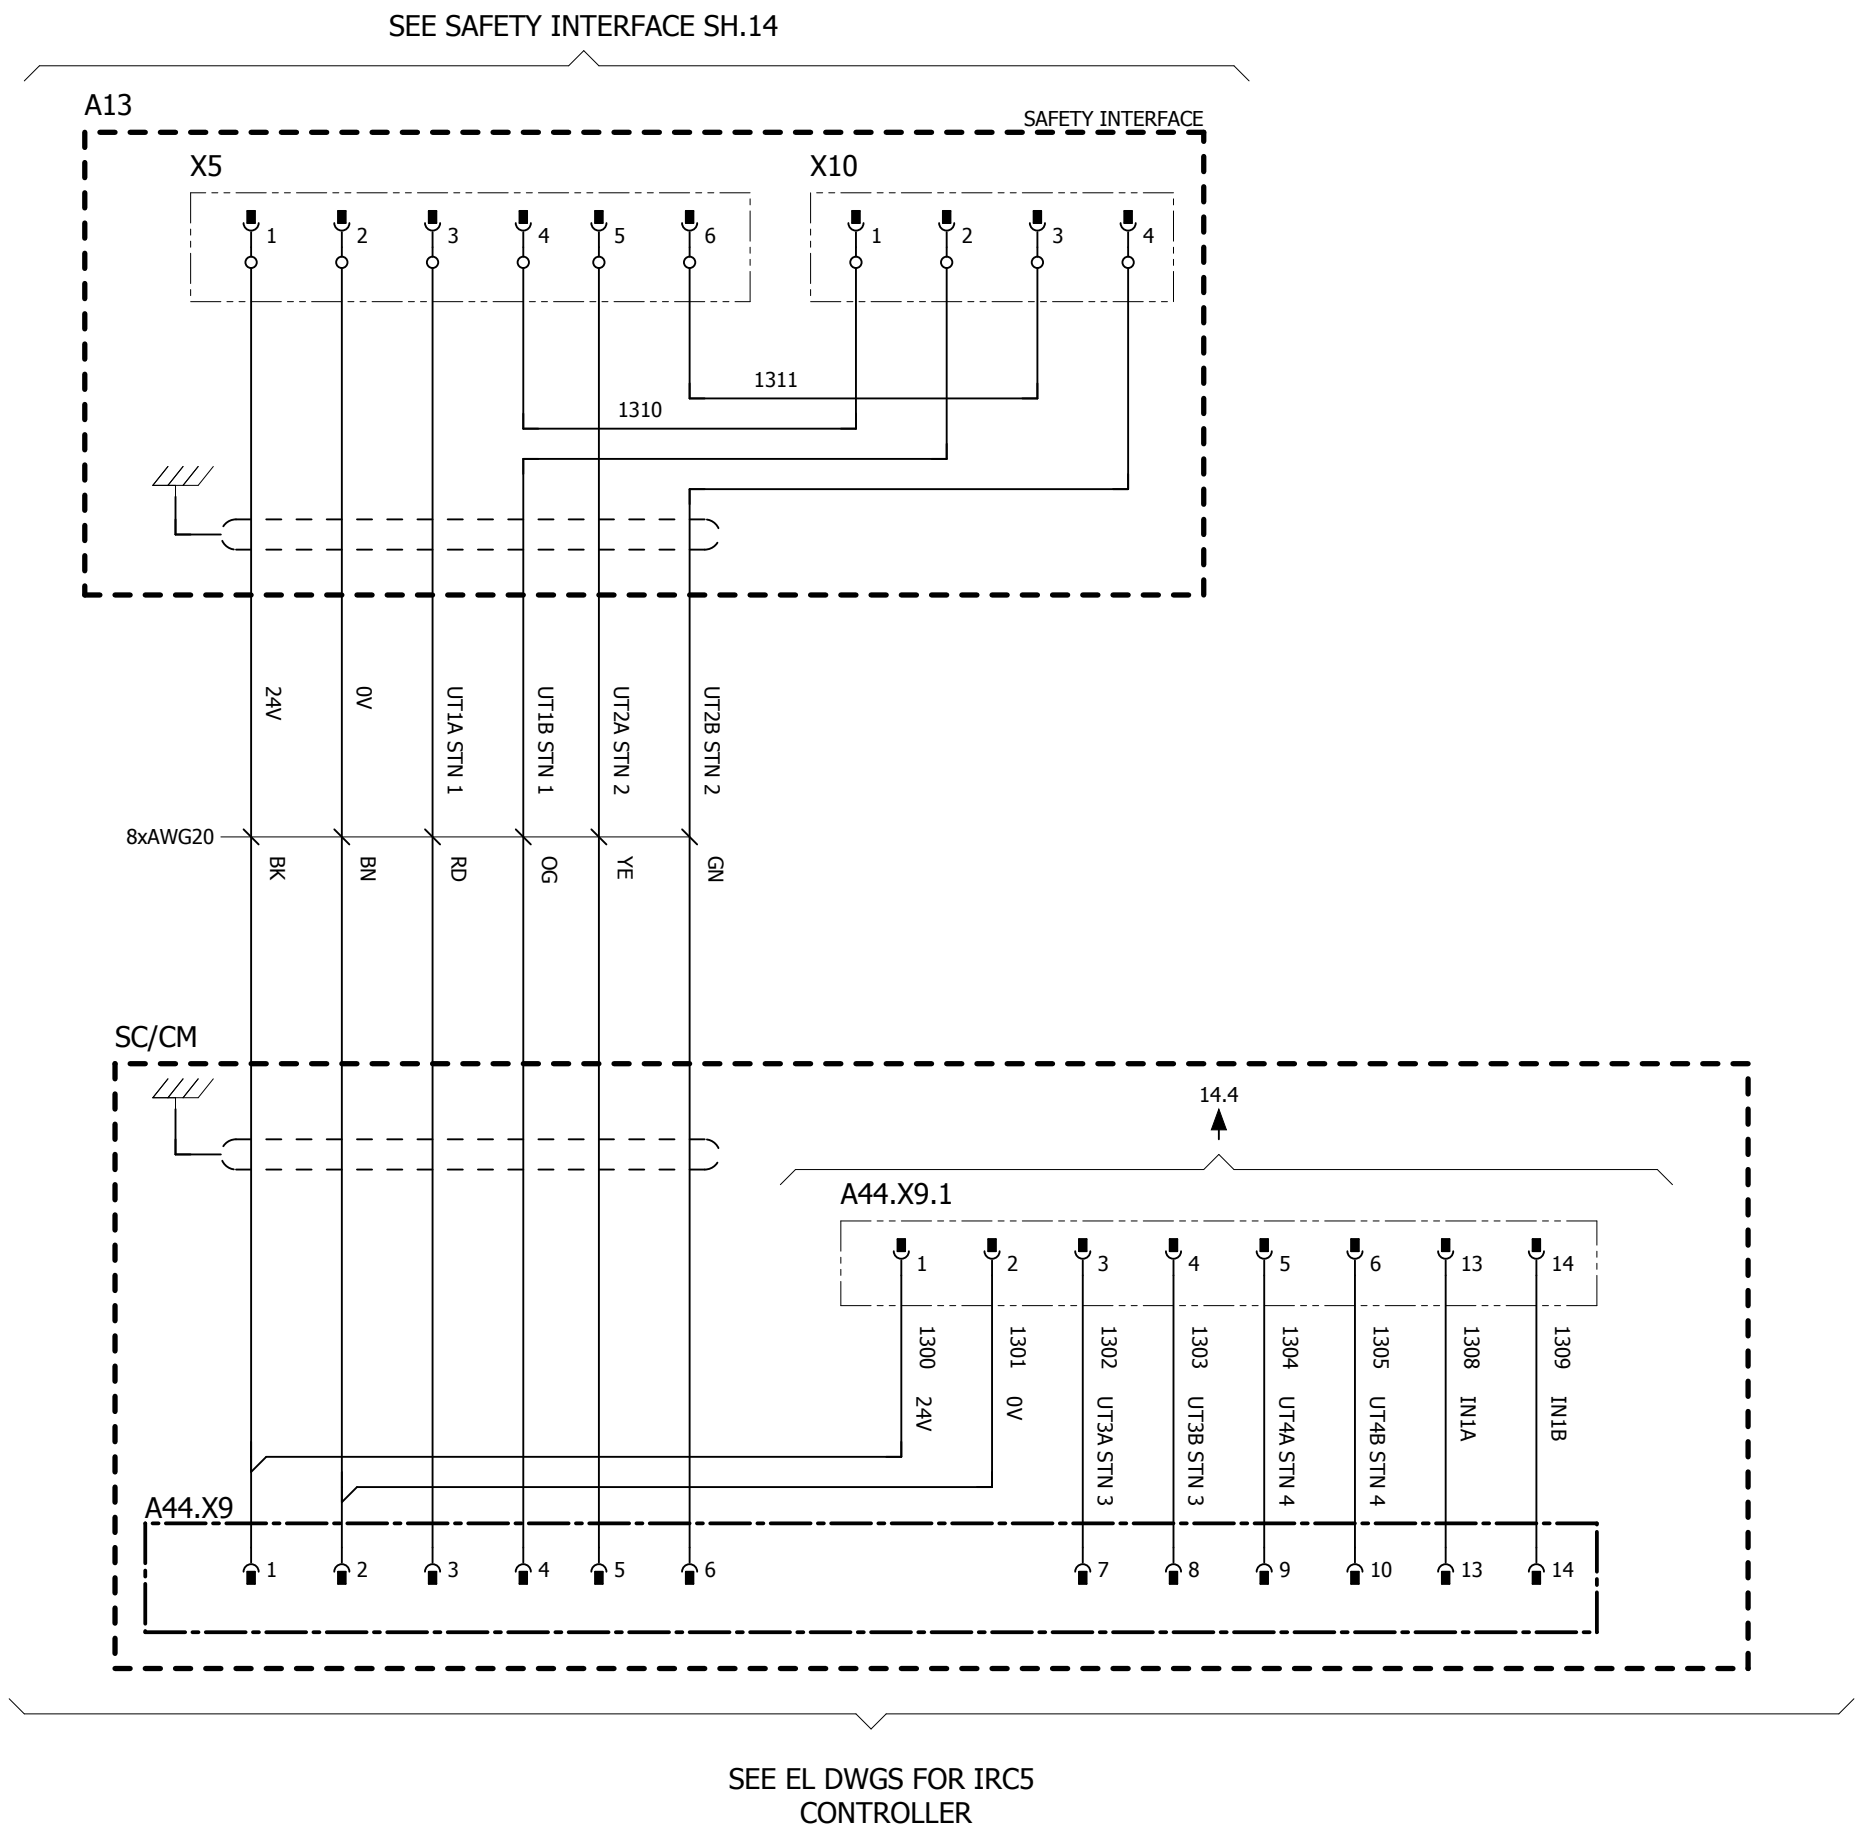 SEE SAFETY INTERFACE SH.14
A13
SAFETY INTERFACE
X5
X10
1 2 3 4 5 6
1 2 3 4
1311
1310
24V
0V
UT1A STN 1
UT1B STN 1
UT2A STN 2
UT2B STN 2
8xAWG20
BK
BN
RD
OG
YE
GN
SC/CM
14.4
A44.X9.1
1 2 3 4 5 6 13 14
1300 24V
1301 0V
1302 UT3A STN 3
1303 UT3B STN 3
1304 UT4A STN 4
1305 UT4B STN 4
1308 IN1A
1309 IN1B
A44.X9
1 2 3 4 5 6 7 8 9 10 13 14
SEE EL DWGS FOR IRC5
CONTROLLER